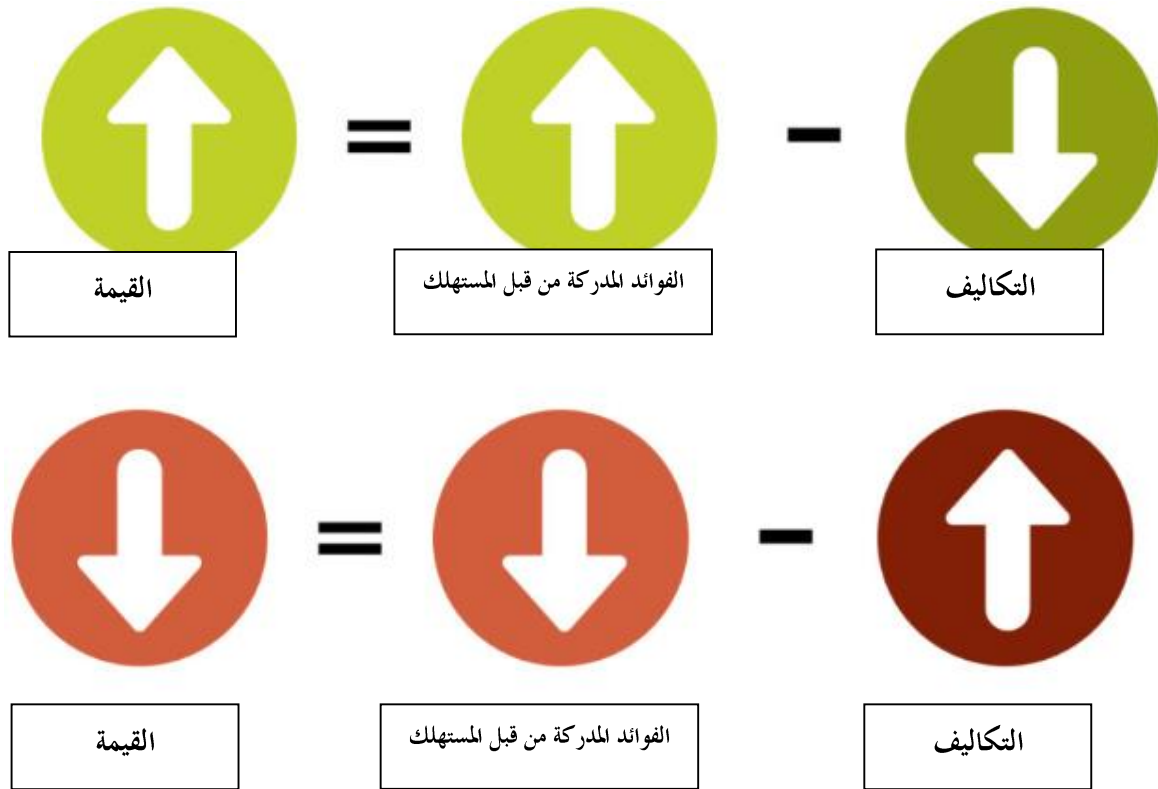 القيمة
=
الفوائد المدركة من قبل المستهلك
-
التكاليف
القيمة
=
الفوائد المدركة من قبل المستهلك
-
التكاليف